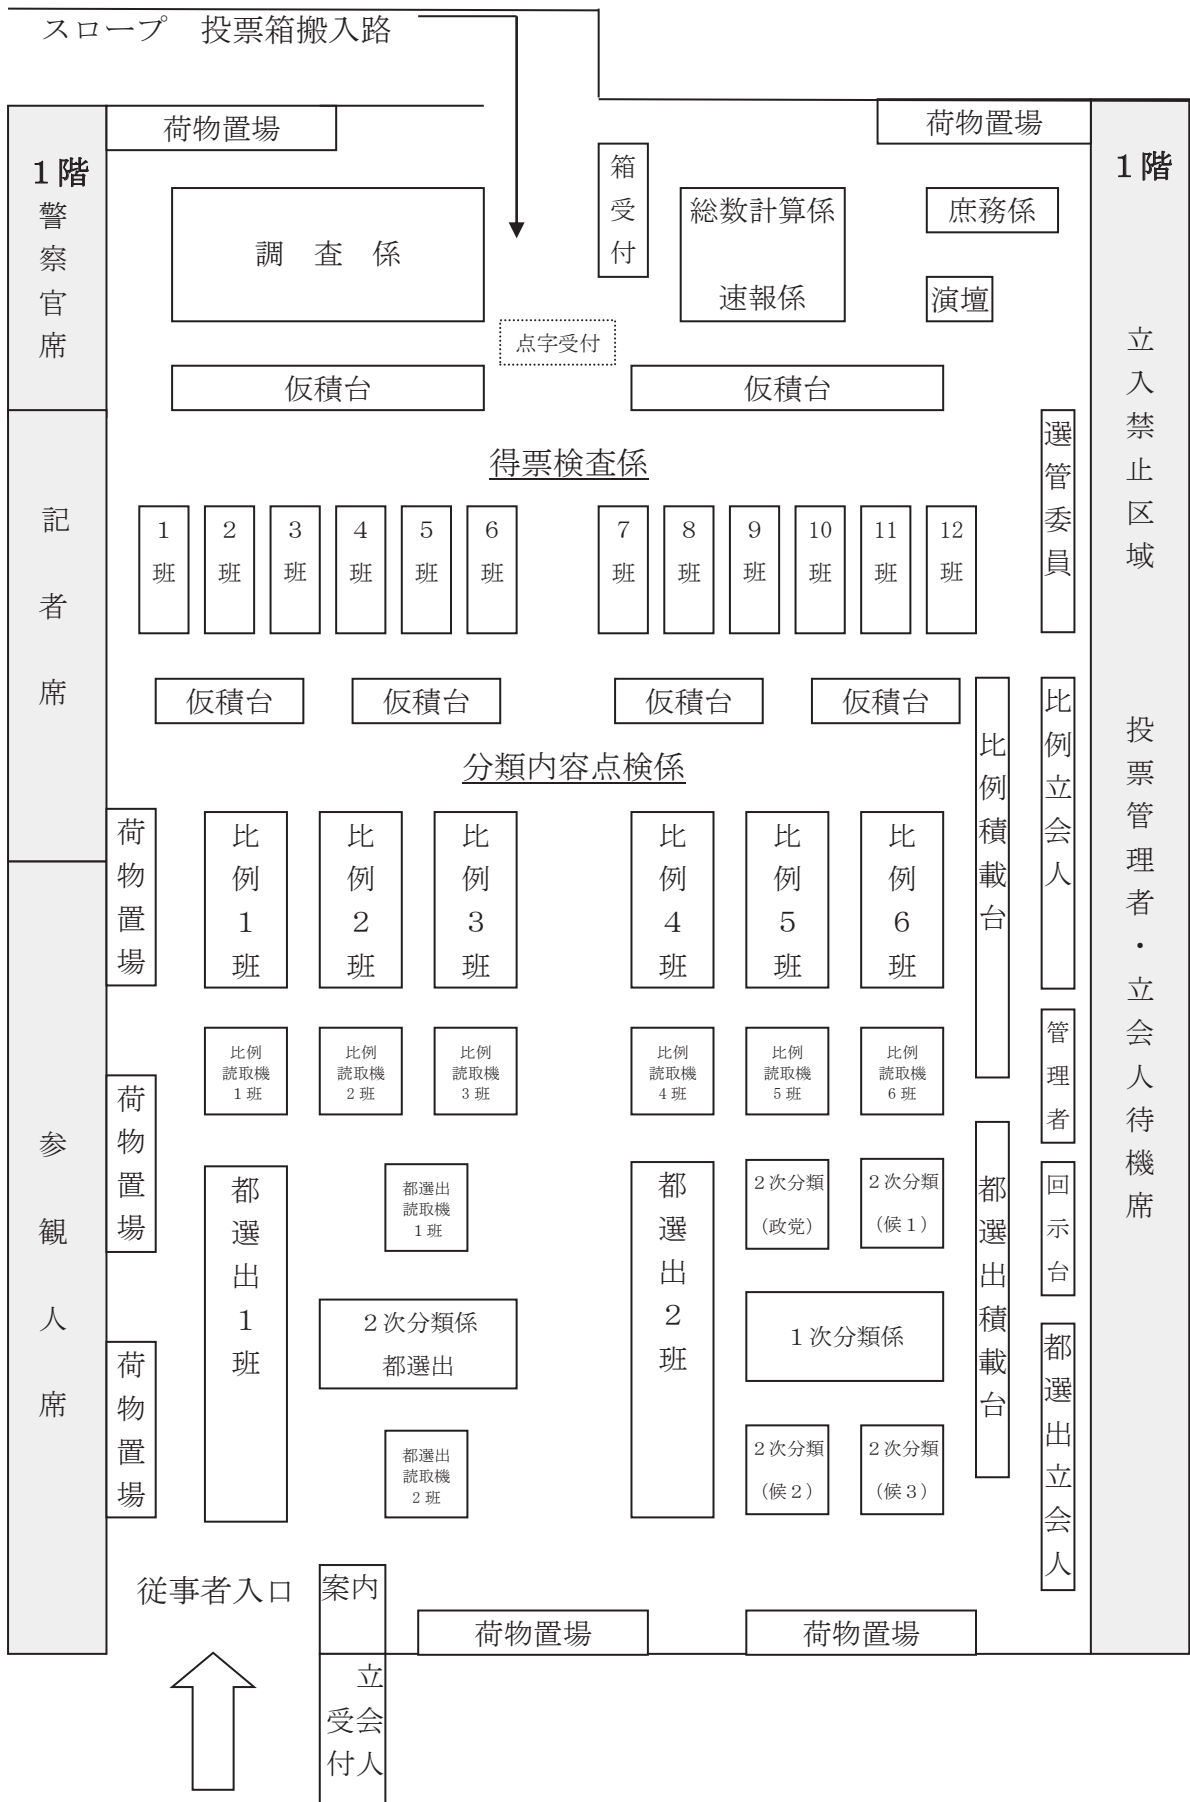 スロープ　投票箱搬入路
荷物置場
荷物置場
１階
警察官席
１階
箱受付
調　査　係
総数計算係
速報係
庶務係
演壇
点字受付
仮積台
仮積台
立入禁止区域
投票管理者・立会人待機席
記者席
選管委員
得票検査係
１班
２班
３班
４班
５班
６班
７班
８班
９班
10班
11班
12班
仮積台
仮積台
仮積台
仮積台
比例積載台
比例立会人
分類内容点検係
荷物置場
比例１班
比例２班
比例３班
比例４班
比例５班
比例６班
参観人席
管理者
比例
読取機
１班
比例
読取機
２班
比例
読取機
３班
比例
読取機
４班
比例
読取機
５班
比例
読取機
６班
荷物置場
都選出１班
都選出
読取機
１班
都選出２班
２次分類
（政党）
２次分類
（候１）
都選出積載台
回示台
２次分類係
都選出
１次分類係
荷物置場
都選出立会人
都選出
読取機
２班
２次分類
（候２）
２次分類
（候３）
従事者入口
案内
荷物置場
荷物置場
立会人
受付